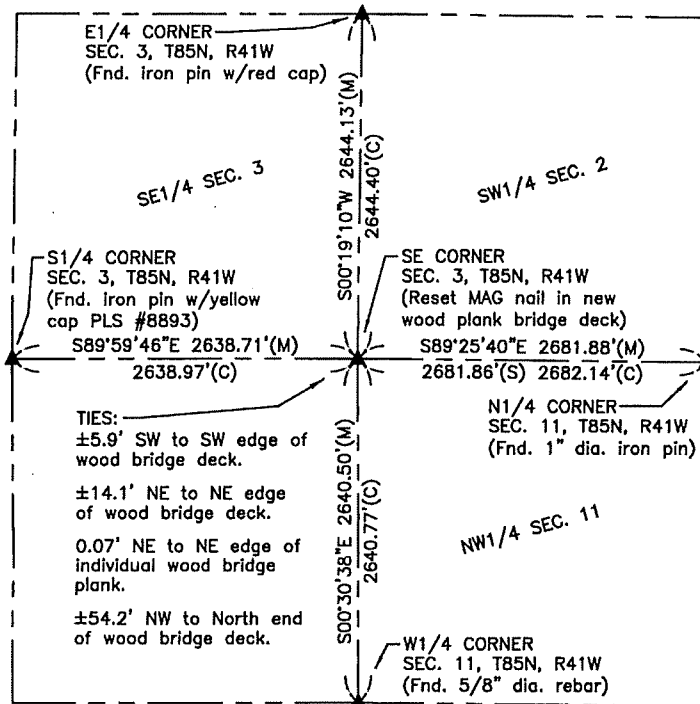 E1/4 CORNER
SEC. 3, T85N, R41W
(Fnd. iron pin w/red cap)
S00°19'10"W 2644.13'(M)
2644.40'(C)
SE1/4 SEC. 3
SW1/4 SEC. 2
S1/4 CORNER
SEC. 3, T85N, R41W
(Fnd. iron pin w/yellow
cap PLS #8893)
SE CORNER
SEC. 3, T85N, R41W
(Reset MAG nail in new
wood plank bridge deck)
S89°59'46"E 2638.71'(M)
2638.97'(C)
S89°25'40"E 2681.88'(M)
2681.86'(S) 2682.14'(C)
N1/4 CORNER
SEC. 11, T85N, R41W
(Fnd. 1" dia. iron pin)
TIES:
±5.9' SW to SW edge of
wood bridge deck.
±14.1' NE to NE edge
of wood bridge deck.
0.07' NE to NE edge of
individual wood bridge
plank.
±54.2' NW to North end
of wood bridge deck.
S00°30'38"E 2640.50'(M)
2640.77'(C)
NW1/4 SEC. 11
W1/4 CORNER
SEC. 11, T85N, R41W
(Fnd. 5/8" dia. rebar)